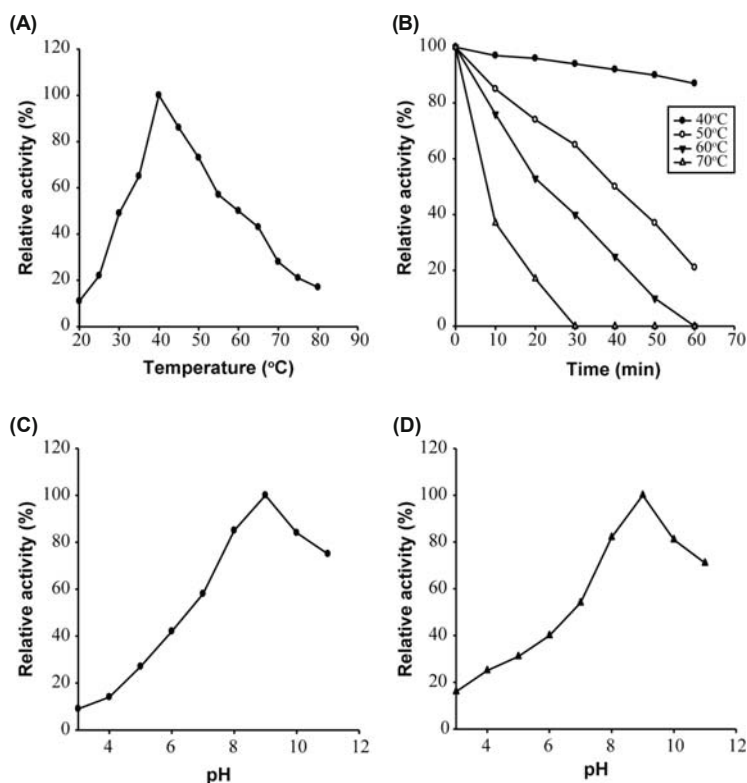 (A)
120
100
80
60
40
20
0
20 30 40 50 60 70 80 90
Relative activity (%)
Temperature (°C)
(B)
100
80
60
40
20
0
0 10 20 30 40 50 60 70
Relative activity (%)
Time (min)
40°C
50°C
60°C
70°C
(C)
120
100
80
60
40
20
0
4 6 8 10 12
Relative activity (%)
pH
(D)
120
100
80
60
40
20
0
4 6 8 10 12
Relative activity (%)
pH